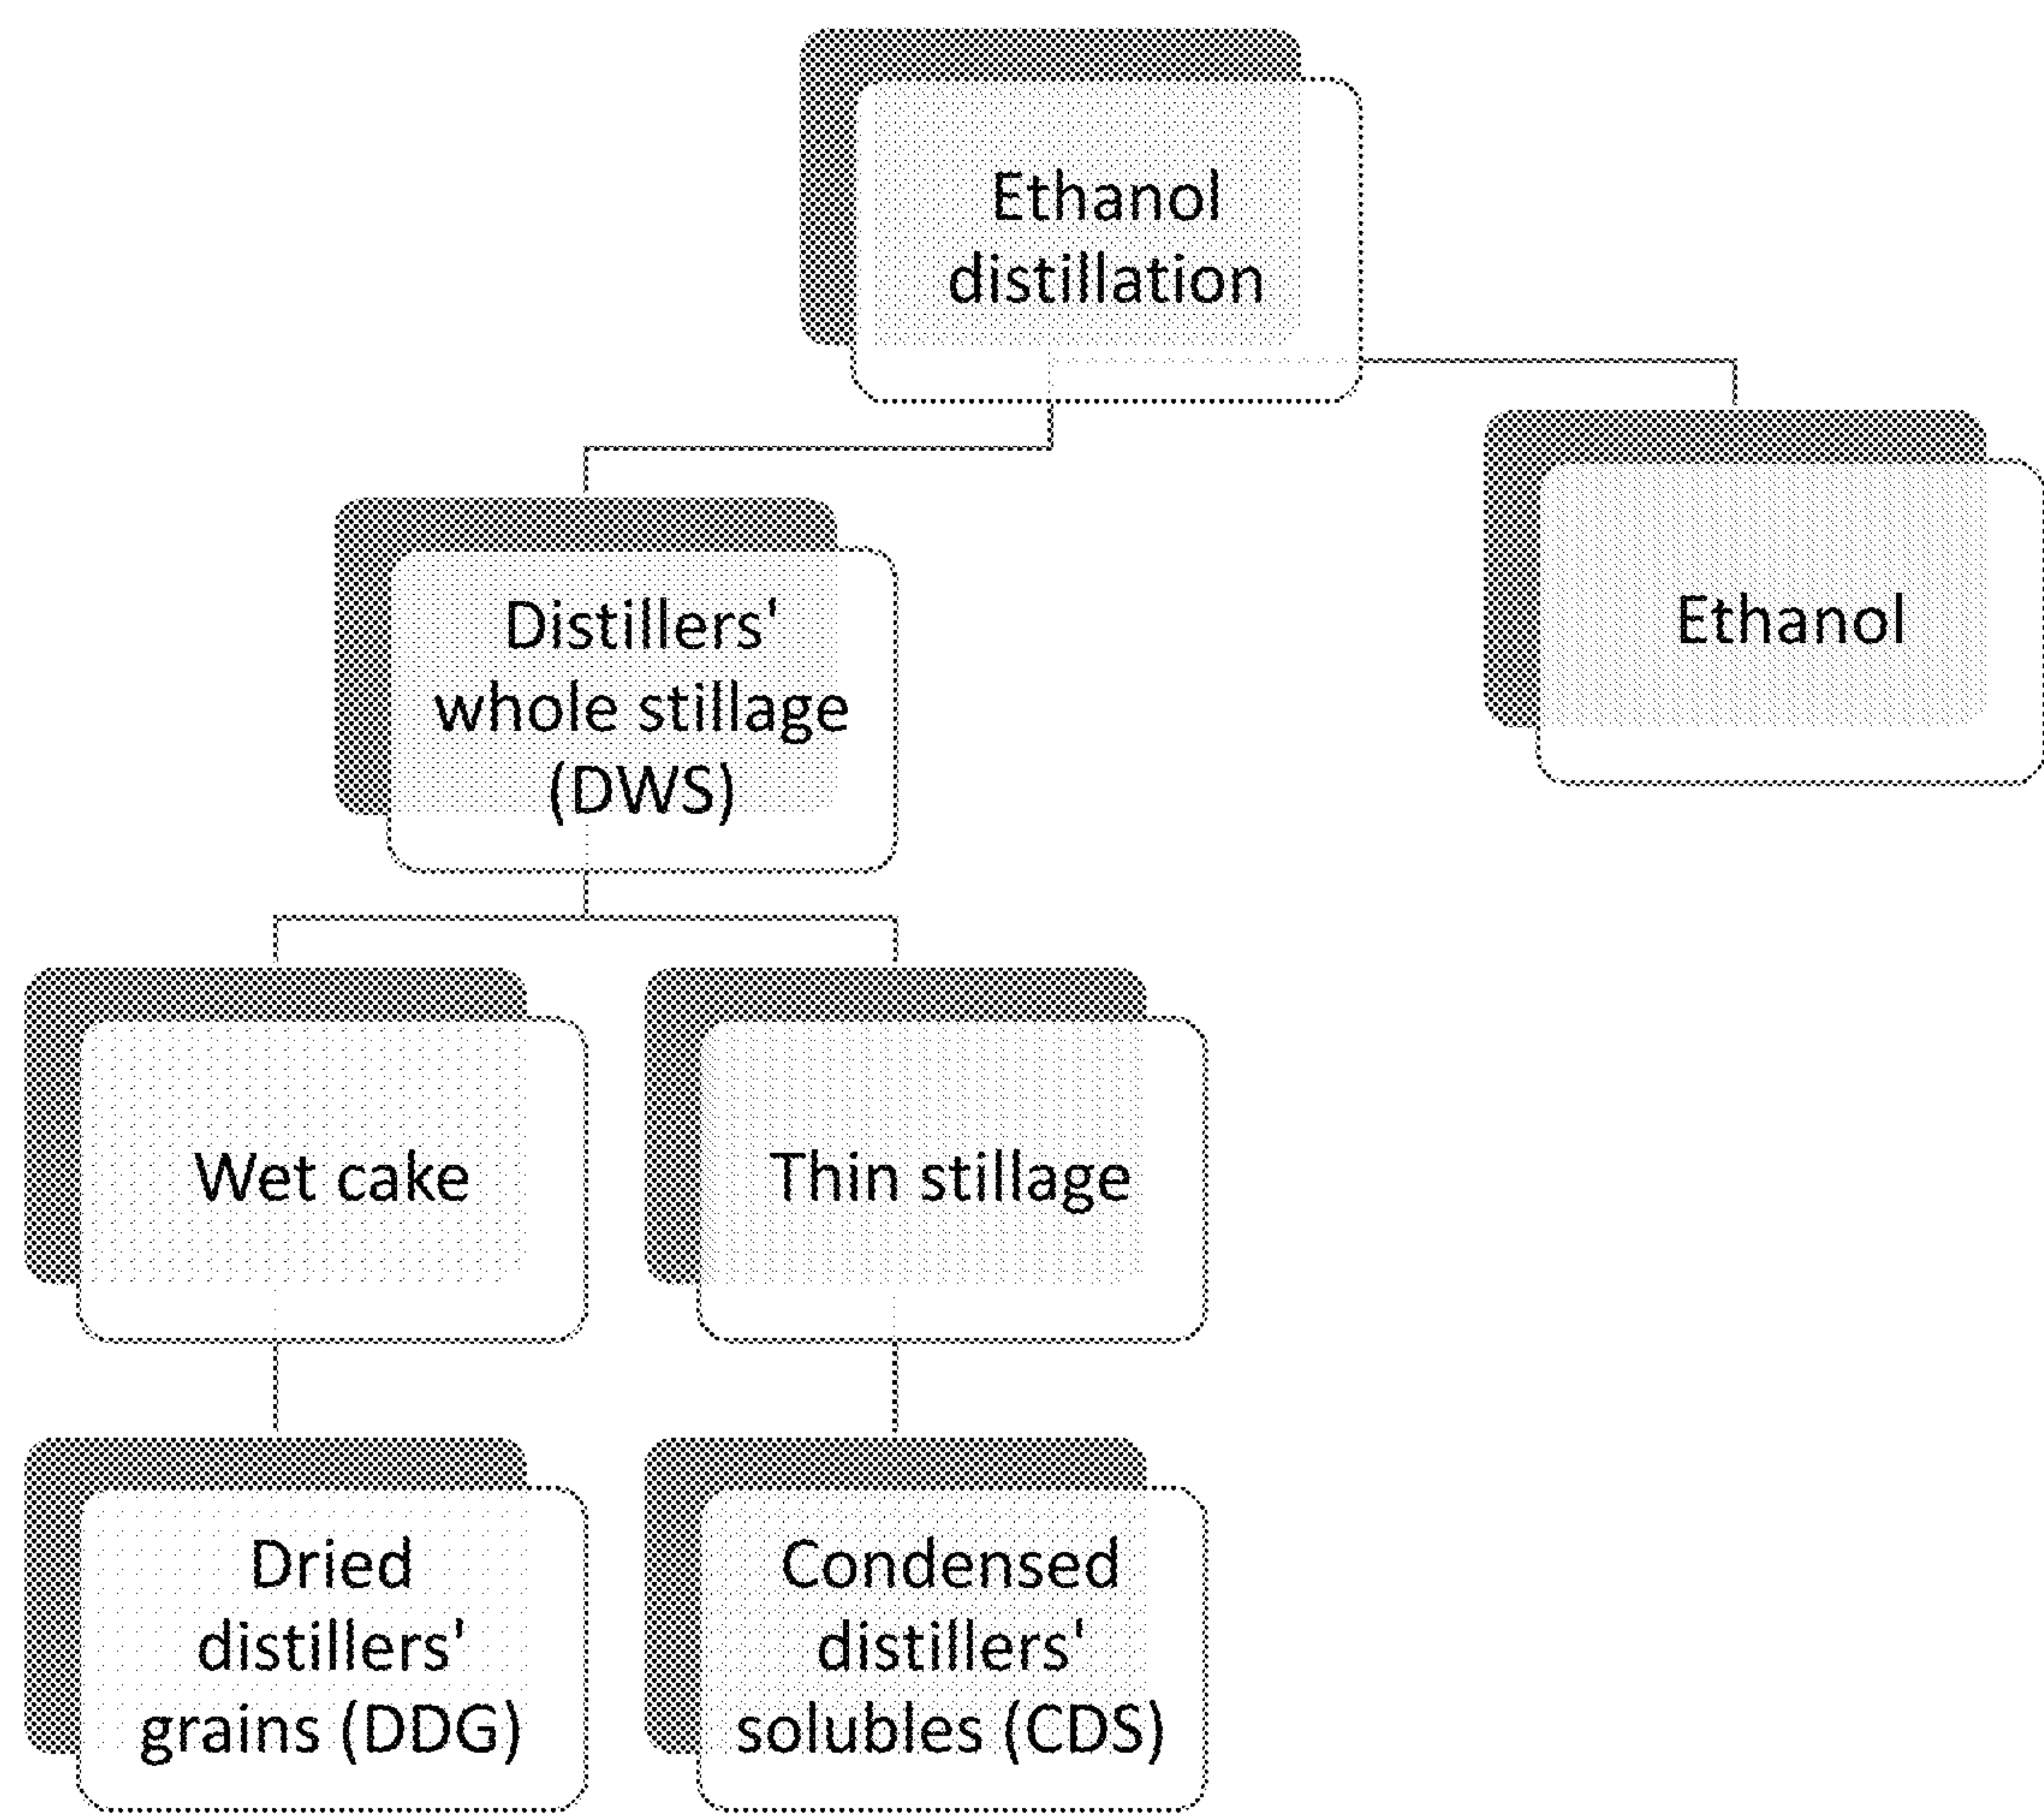 Ethanol
distillation
Ethanol
Distillers'
whole stillage
(DWS)
Wet cake
Thin stillage
Dried
distillers'
grains (DDG)
Condensed
distillers'
solubles (CDS)